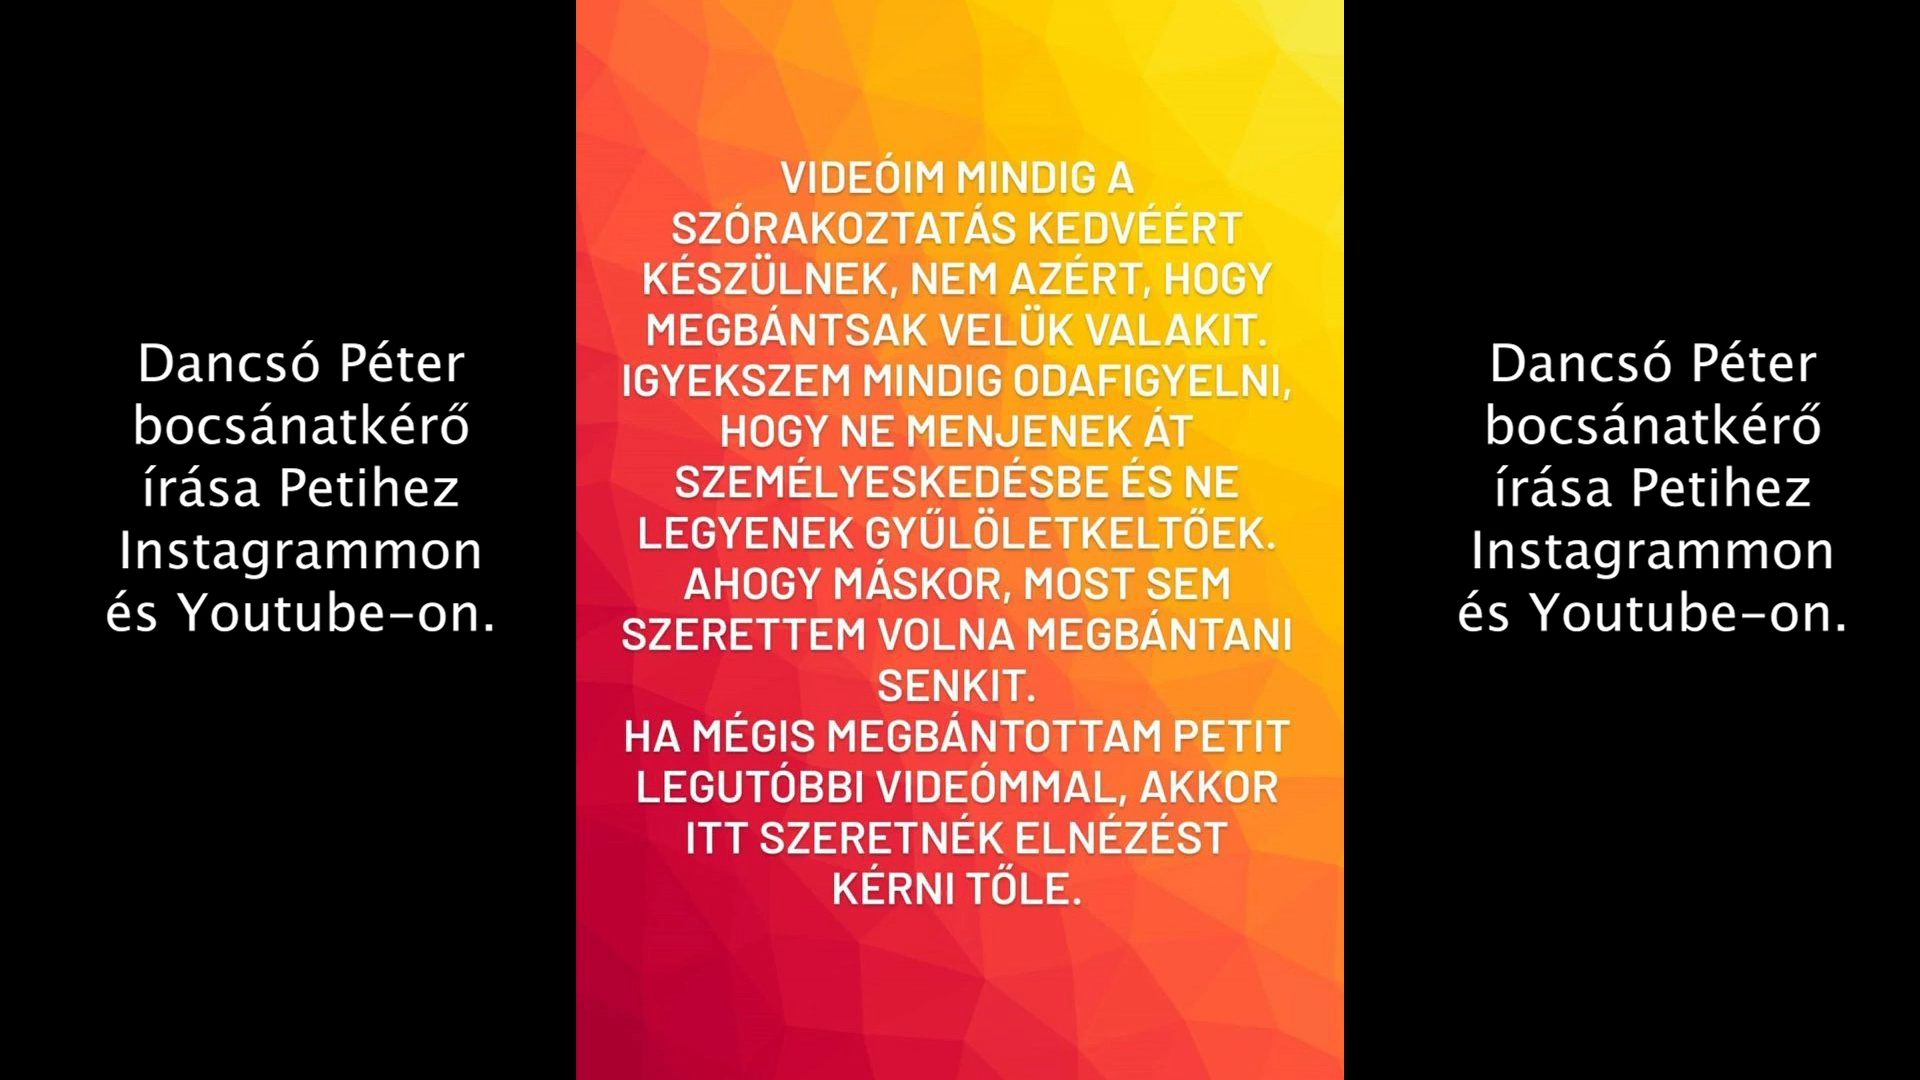 Dancsó Péter
bocsánatkérő
írása Petihez
Instagrammon
és Youtube-on.
VIDEÓIM MINDIG A
SZÓRAKOZTATÁS KEDVÉÉRT
KÉSZÜLNEK, NEM AZÉRT, HOGY
MEGBÁNTSAK VELÜK VALAKIT.
IGYEKSZEM MINDIG ODAFIGYELNI,
HOGY NE MENJENEK ÁT
SZEMÉLYESKEDÉSBE ÉS NE
LEGYENEK GYŰLÖLETKELTŐEK.
AHOGY MÁSKOR, MOST SEM
SZERETTEM VOLNA MEGBÁNTANI
SENKIT.
HA MÉGIS MEGBÁNTOTTAM PETIT
LEGUTÓBBI VIDEÓMMAL, AKKOR
ITT SZERETNÉK ELNÉZÉST
KÉRNI TŐLE.
Dancsó Péter
bocsánatkérő
írása Petihez
Instagrammon
és Youtube-on.